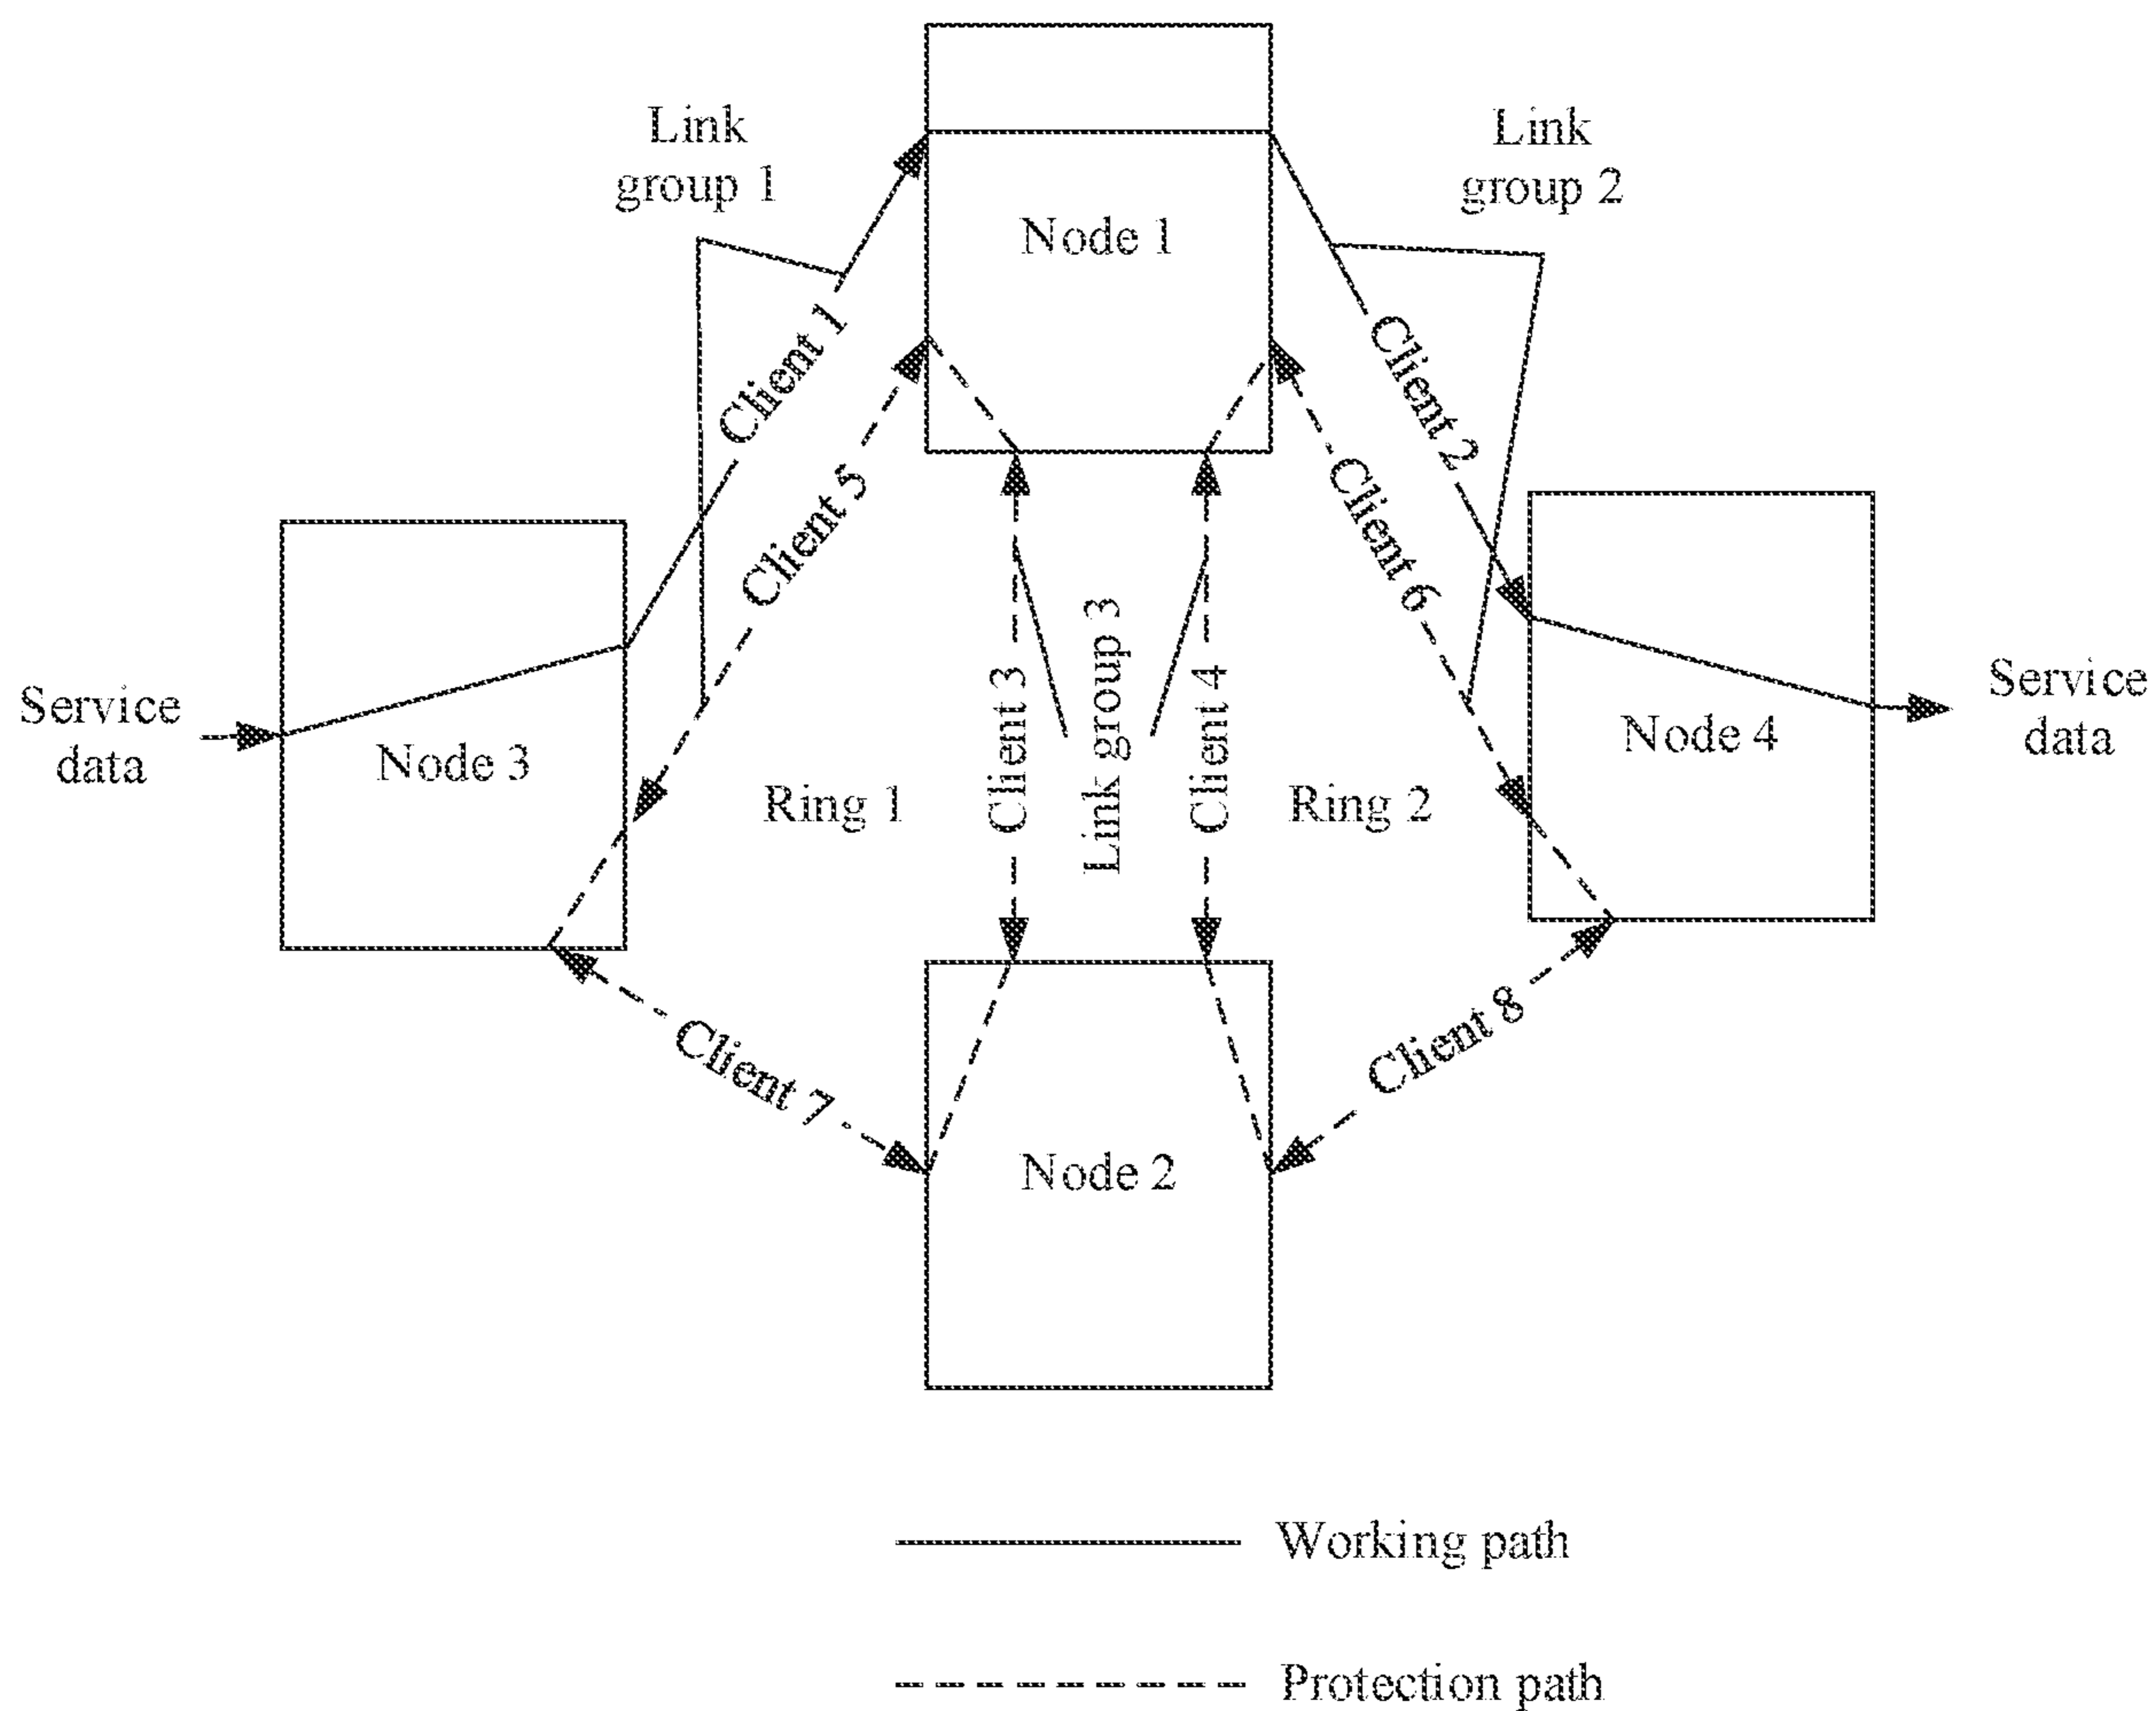 Link
group 1
Link
group 2
Node 1
Client 1
Client 2
Client 5
Client 6
Service
data
Node 3
Ring 1
Client 3
Link group 3
Client 4
Ring 2
Node 4
Service
data
Client 7
Client 8
Node 2
Working path
Protection path